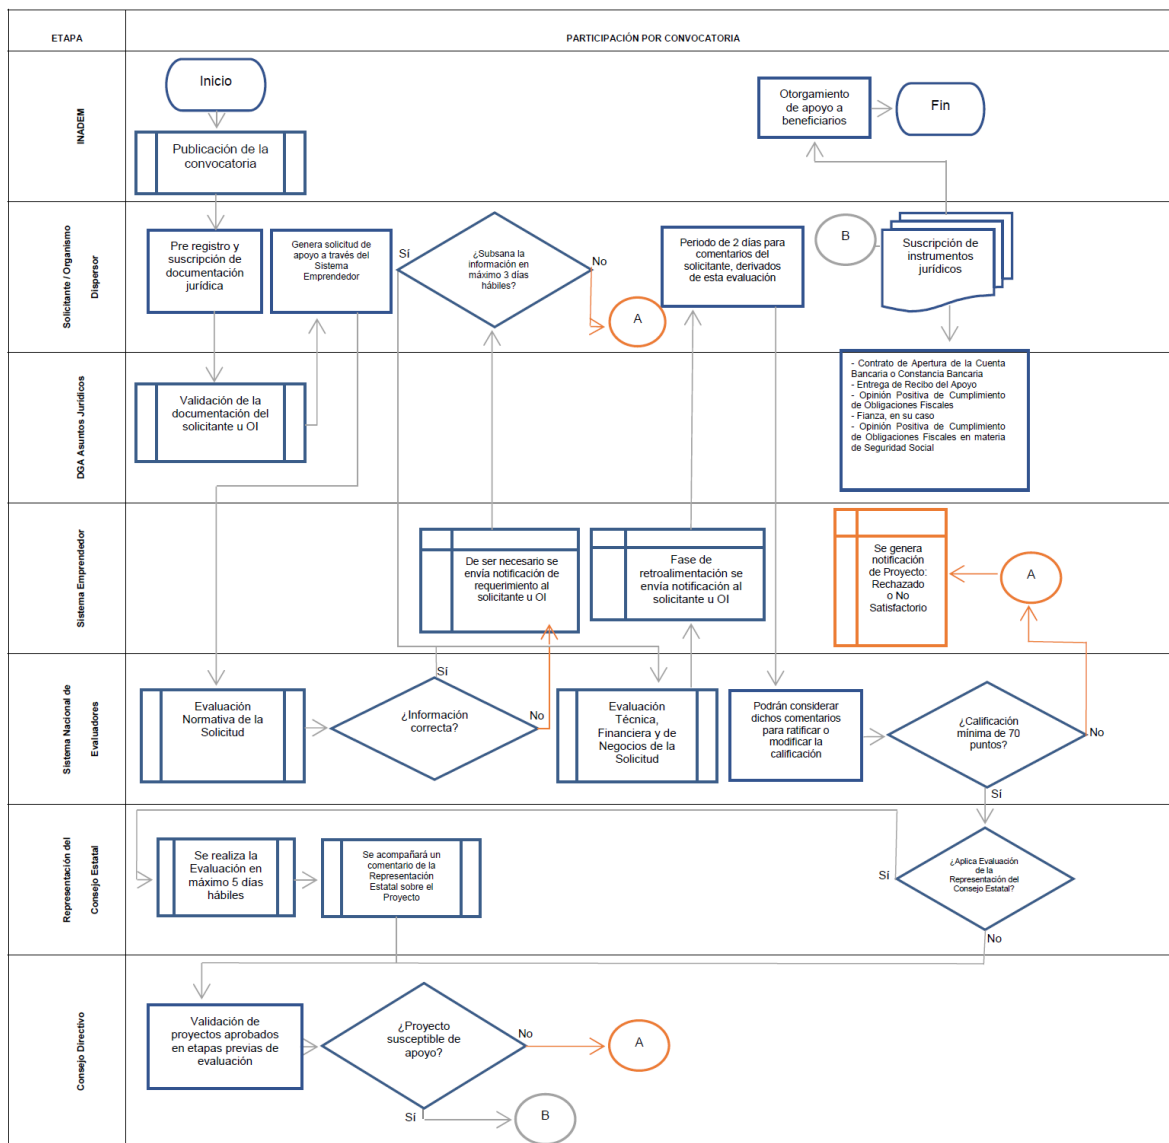 ETAPA
PARTICIPACIÓN POR CONVOCATORIA
INADEM
Inicio
Publicación de la
convocatoria
Otorgamiento
de apoyo a
beneficiarios
Fin
Solicitante / Organismo
Dispersor
Pre registro y
suscripción de
documentación
jurídica
Genera solicitud de
apoyo a través del
Sistema
Emprendedor
Sí
¿Subsana la
información en
máximo 3 días
hábiles?
No
A
Periodo de 2 días para
comentarios del
solicitante, derivados
de esta evaluación
B
Suscripción de
instrumentos
jurídicos
DGA Asuntos Jurídicos
Validación de la
documentación del
solicitante u OI
- Contrato de Apertura de la Cuenta
Bancaria o Constancia Bancaria
- Entrega de Recibo del Apoyo
- Opinión Positiva de Cumplimiento
de Obligaciones Fiscales
- Fianza, en su caso
- Opinión Positiva de Cumplimiento
de Obligaciones Fiscales en materia
de Seguridad Social
Sistema Emprendedor
De ser necesario se
envía notificación de
requerimiento al
solicitante u OI
Fase de
retroalimentación se
envía notificación al
solicitante u OI
Se genera
notificación
de Proyecto:
Rechazado
o No
Satisfactorio
A
Sistema Nacional de
Evaluadores
Evaluación
Normativa de la
Solicitud
Sí
¿Información
correcta?
No
Evaluación
Técnica,
Financiera y de
Negocios de la
Solicitud
Podrán considerar
dichos comentarios
para ratificar o
modificar la
calificación
¿Calificación
mínima de 70
puntos?
No
Sí
Representación del
Consejo Estatal
Se realiza la
Evaluación en
máximo 5 días
hábiles
Se acompañará un
comentario de la
Representación
Estatal sobre el
Proyecto
Sí
¿Aplica Evaluación
de la
Representación del
Consejo Estatal?
No
Consejo Directivo
Validación de
proyectos aprobados
en etapas previas de
evaluación
¿Proyecto
susceptible de
apoyo?
No
A
Sí
B